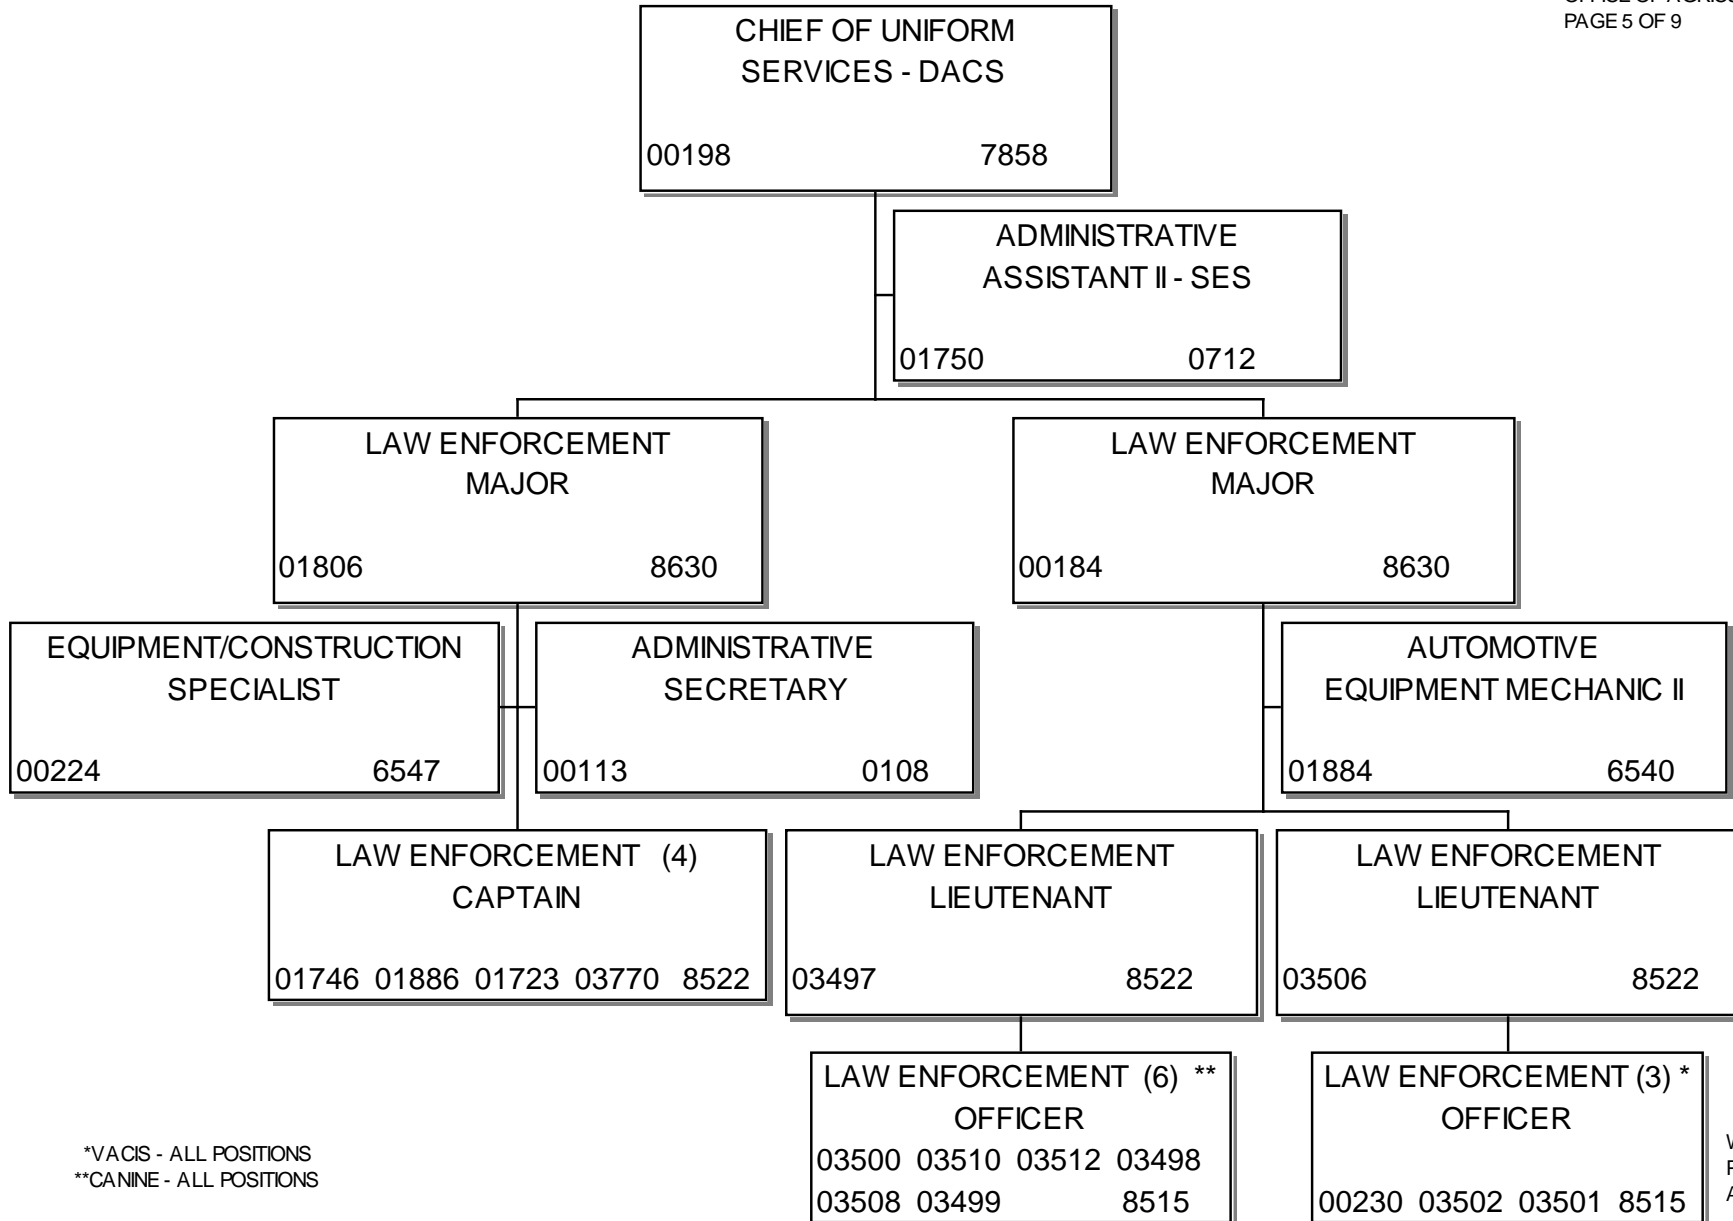 PAGE 5 OF 9
CHIEF OF UNIFORM
SERVICES - DACS
00198 7858
ADMINISTRATIVE
ASSISTANT II - SES
01750 0712
LAW ENFORCEMENT
MAJOR
01806 8630
LAW ENFORCEMENT
MAJOR
00184 8630
EQUIPMENT/CONSTRUCTION
SPECIALIST
00224 6547
ADMINISTRATIVE
SECRETARY
00113 0108
AUTOMOTIVE
EQUIPMENT MECHANIC II
01884 6540
LAW ENFORCEMENT (4)
CAPTAIN
01746 01886 01723 03770 8522
LAW ENFORCEMENT
LIEUTENANT
03497 8522
LAW ENFORCEMENT
LIEUTENANT
03506 8522
LAW ENFORCEMENT (6) **
OFFICER
03500 03510 03512 03498
03508 03499 8515
LAW ENFORCEMENT (3) *
OFFICER
00230 03502 03501 8515
*VACIS - ALL POSITIONS
**CANINE - ALL POSITIONS